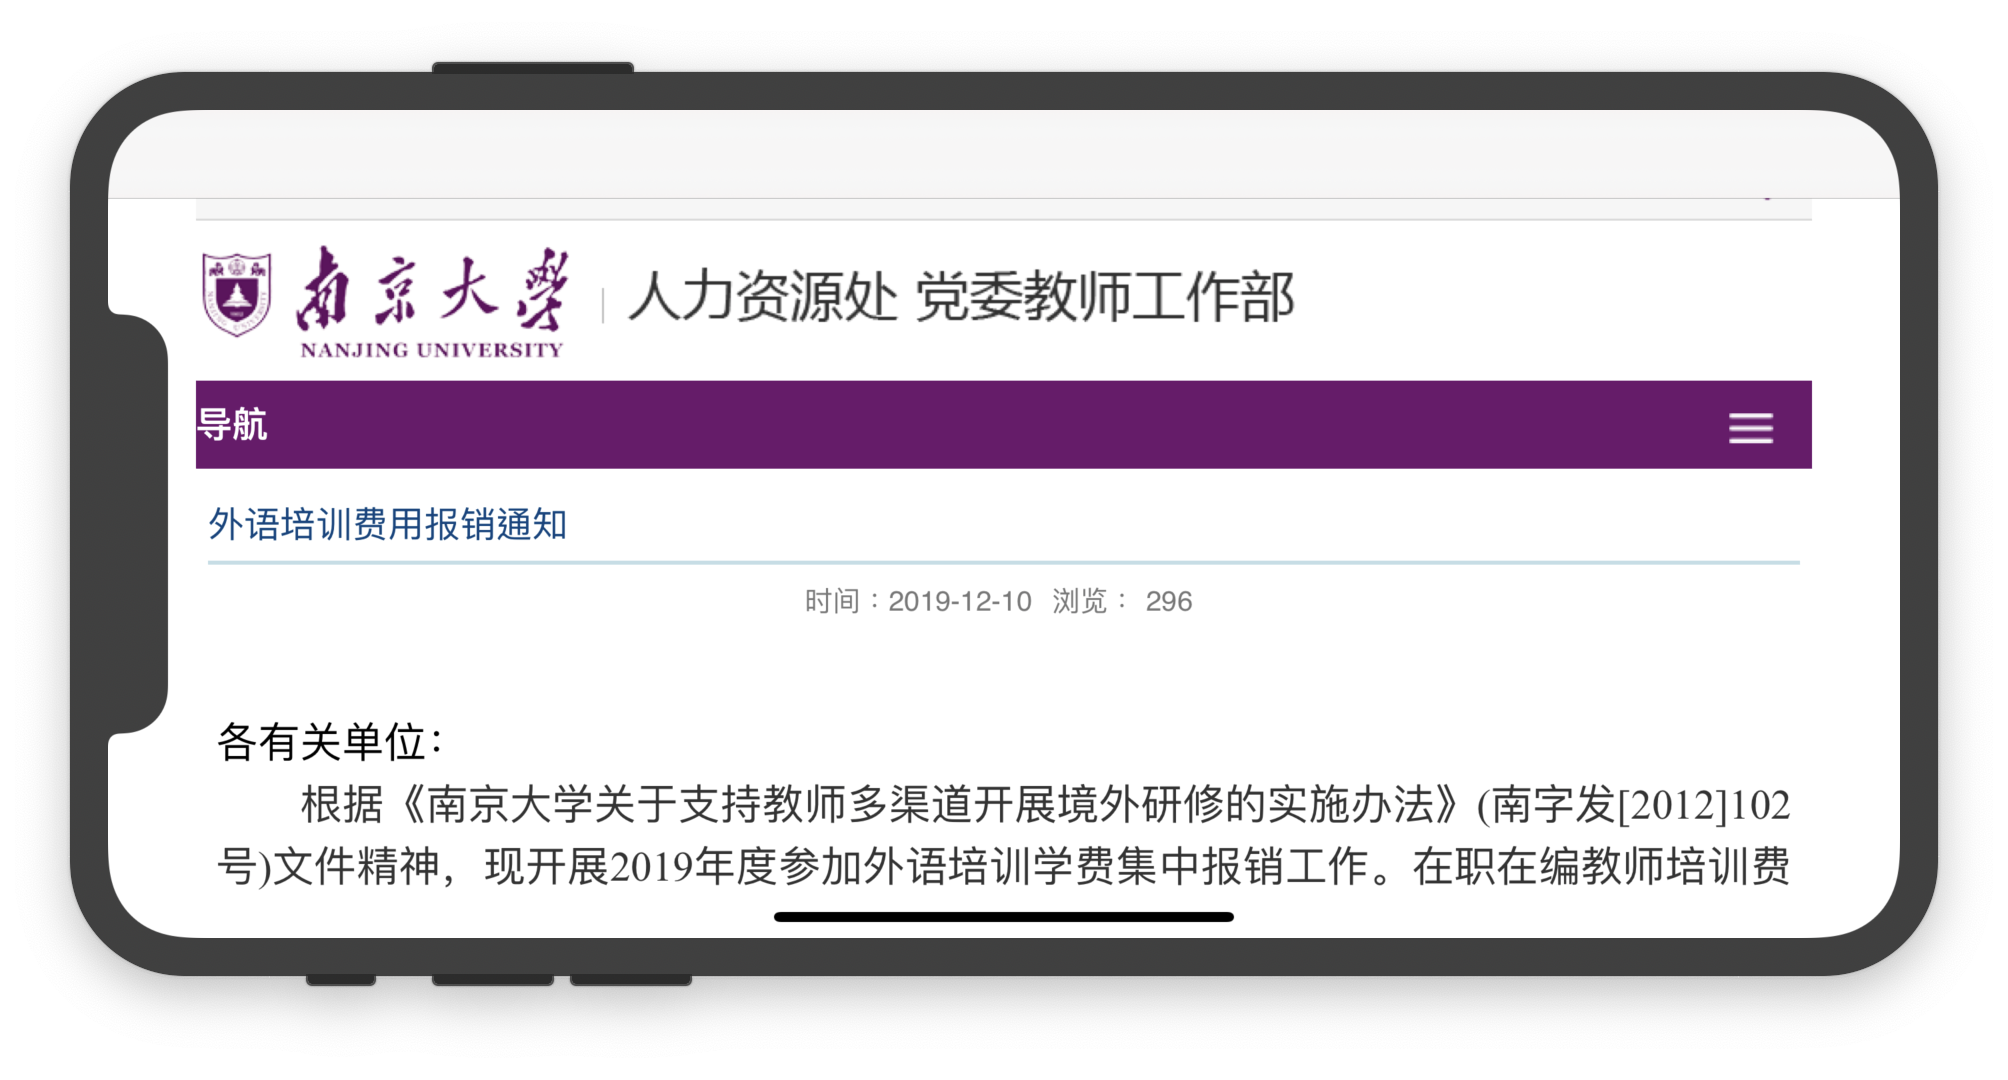 南京大學
NANJING UNIVERSITY
人力资源处 党委教师工作部
导航
外语培训费用报销通知
时间：2019-12-10 浏览： 296
各有关单位：
根据《南京大学关于支持教师多渠道开展境外研修的实施办法》(南字发[2012]102
号)文件精神，现开展2019年度参加外语培训学费集中报销工作。在职在编教师培训费